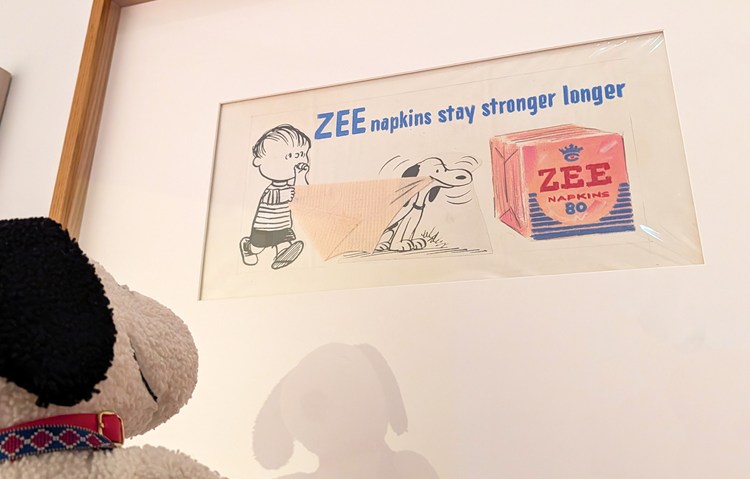 ZEE napkins stay stronger longer
ZEE
NAPKINS
80